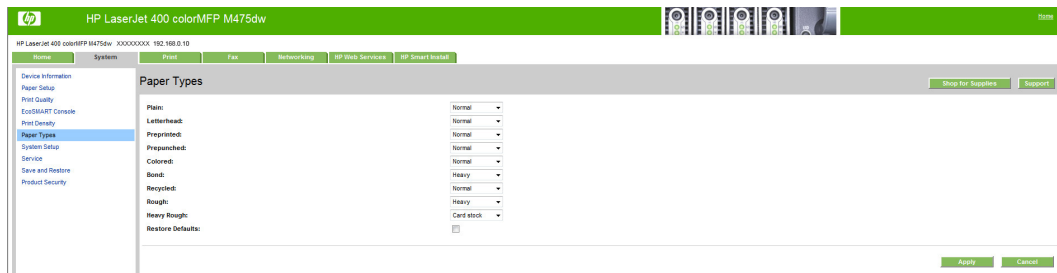 hp HP LaserJet 400 colorMFP M475dw
Home
HP LaserJet 400 colorMFP M475dw XXXXXXXX 192.168.0.10
Home System Print Fax Networking HP Web Services HP Smart Install
Device Information
Paper Setup
Print Quality
EcoSMART Console
Print Density
Paper Types
System Setup
Service
Save and Restore
Product Security
Paper Types
Shop for Supplies Support
Plain: Normal
Letterhead: Normal
Preprinted: Normal
Prepunched: Normal
Colored: Normal
Bond: Heavy
Recycled: Normal
Rough: Heavy
Heavy Rough: Card stock
Restore Defaults:
Apply Cancel